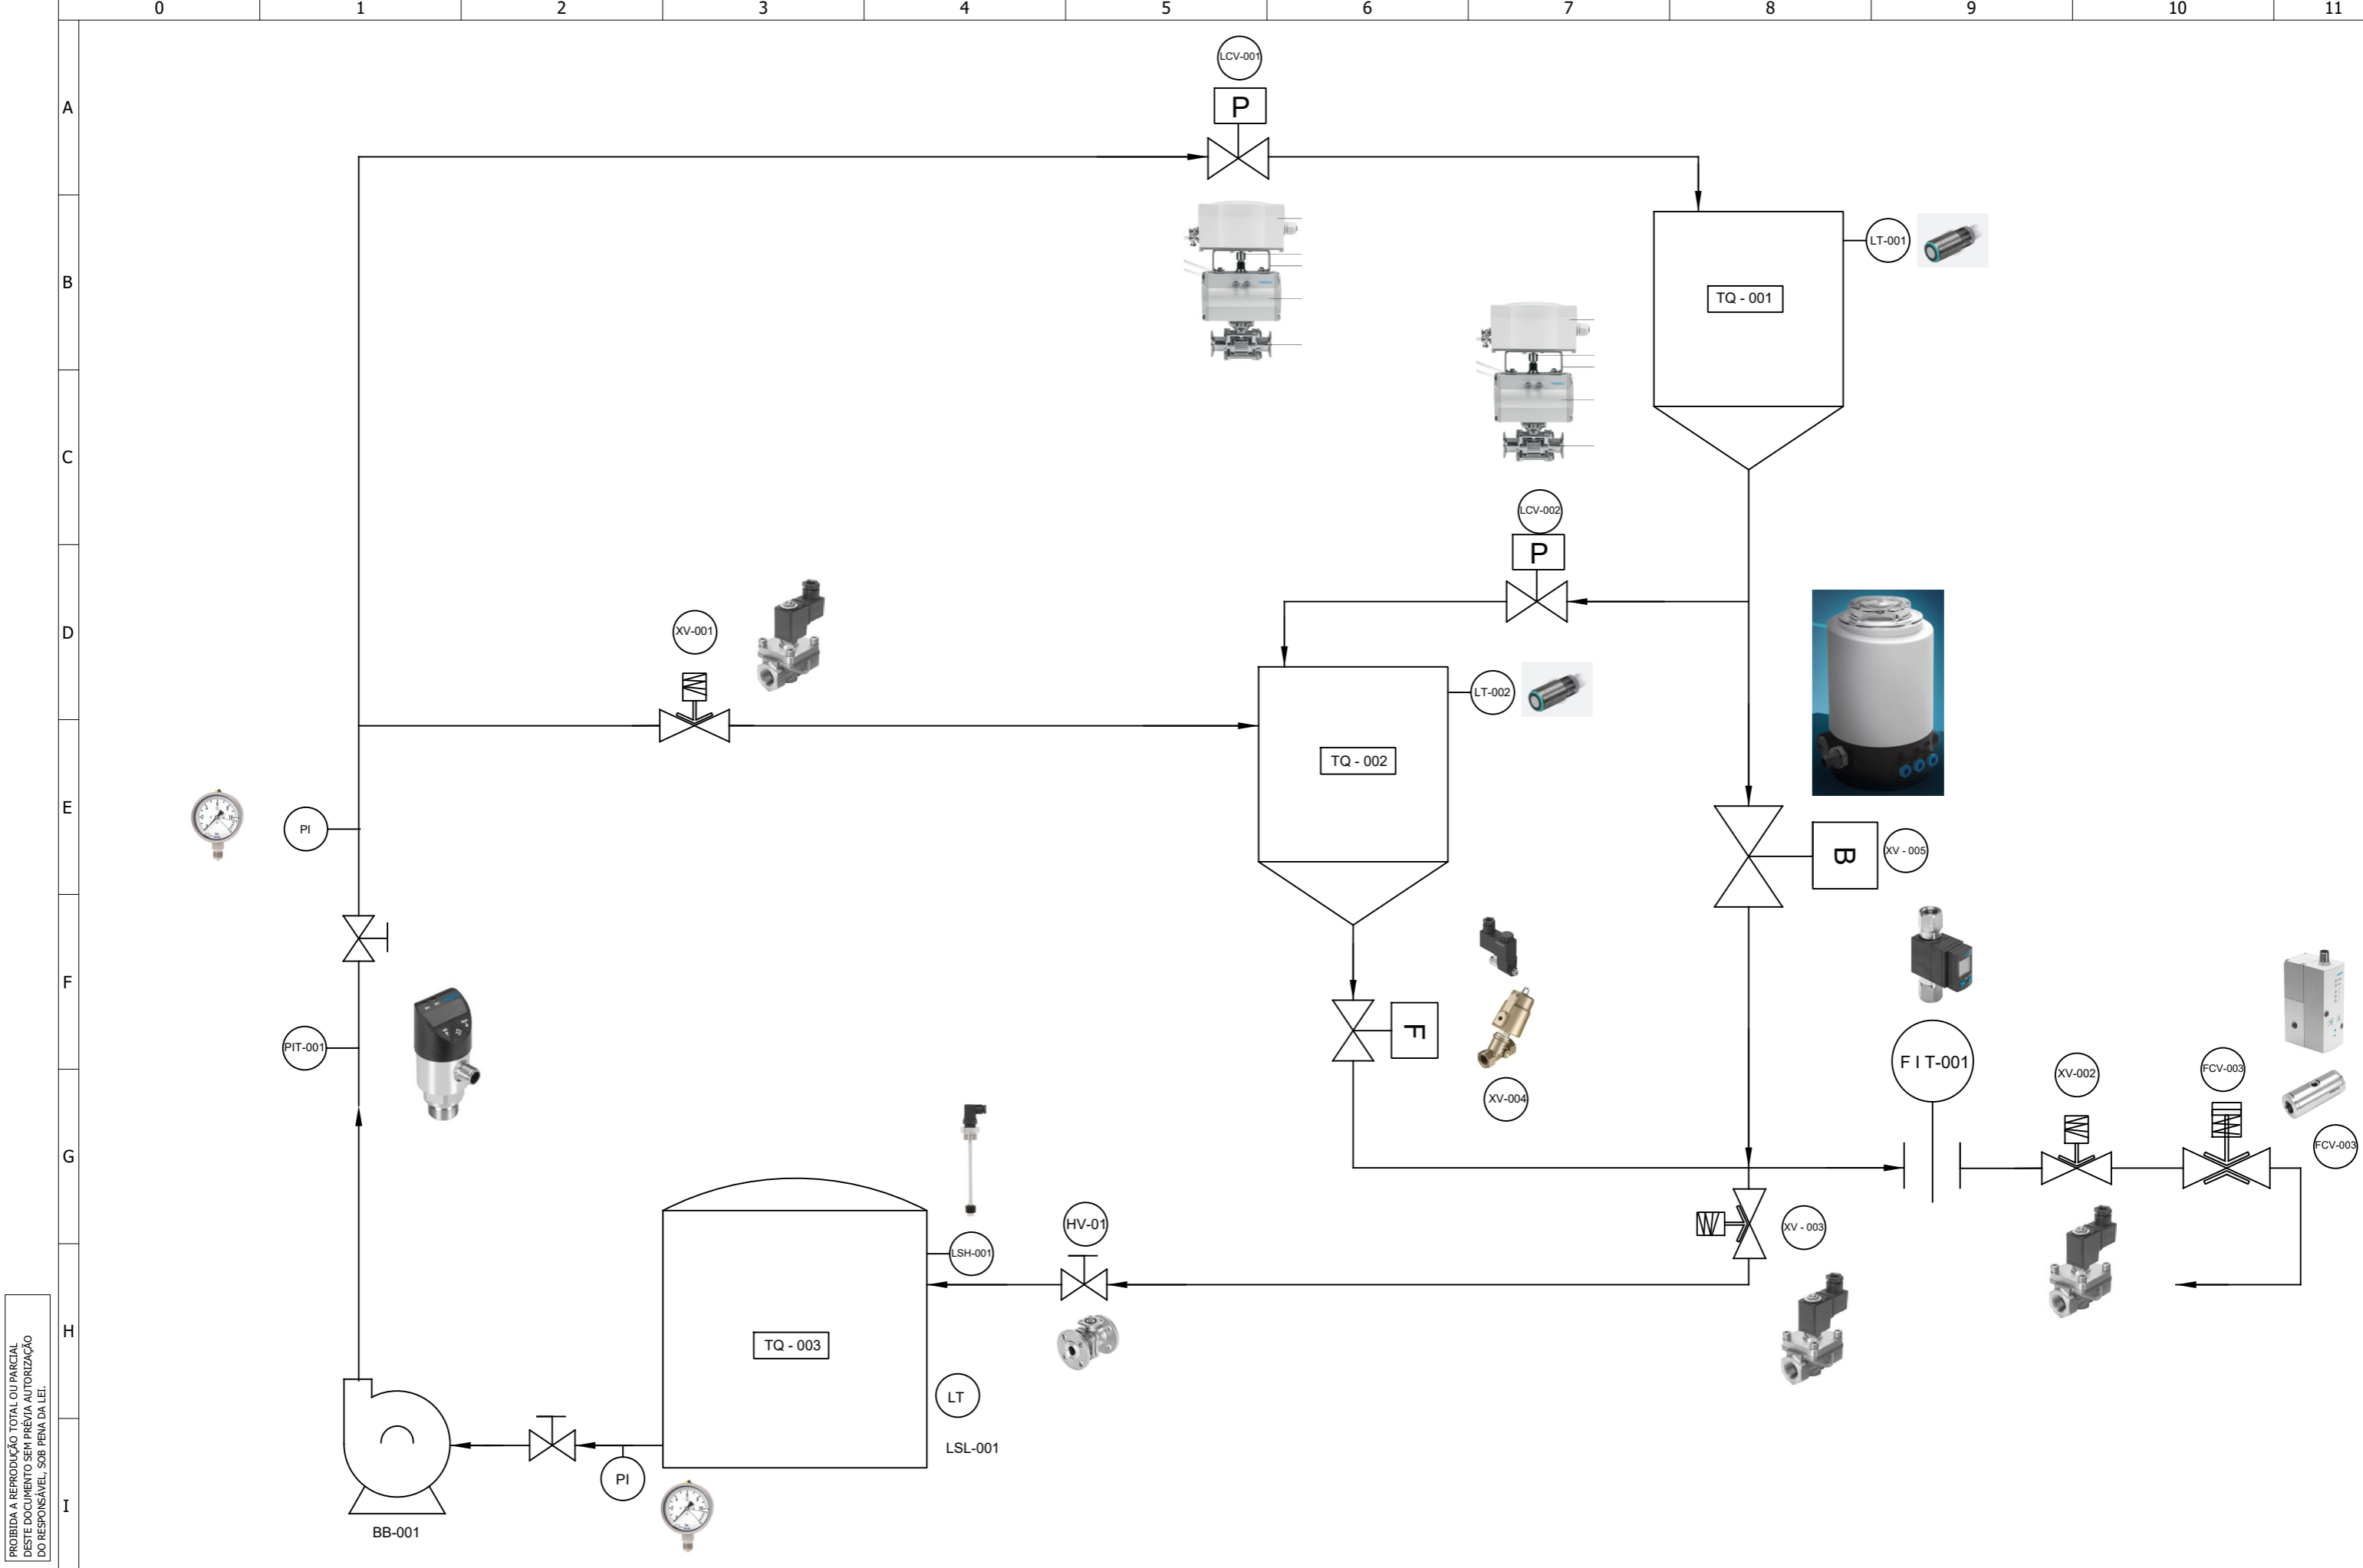 0 1 2 3 4 5 6 7 8 9 10 11
A
B
C
D
E
F
G
H
I
LCV-001
P
LT-001
TQ - 001
LCV-002
P
XV-001
LT-002
TQ - 002
PI
B
XV - 005
F
PIT-001
XV-004
F I T-001
XV-002
FCV-003
FCV-003
HV-01
LSH-001
XV - 003
TQ - 003
LT
LSL-001
PI
BB-001
PROIBIDA A REPRODUÇÃO TOTAL OU PARCIAL
DESTE DOCUMENTO SEM PRÉVIA AUTORIZAÇÃO
DO RESPONSÁVEL, SOB PENA DA LEI.